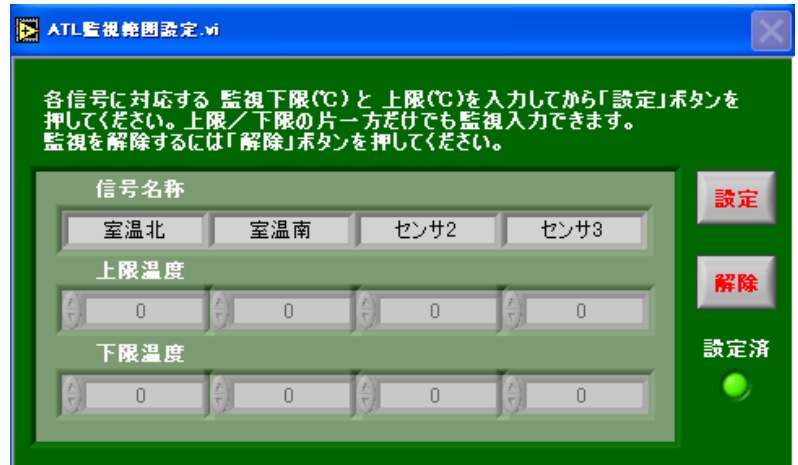 ATL監視範囲設定.vi
各信号に対応する 監視下限(℃)と 上限(℃)を入力してから「設定」ボタンを
押してください。上限／下限の片一方だけでも監視入力できます。
監視を解除するには「解除」ボタンを押してください。
信号名称
設定
室温北 室温南 センサ2 センサ3
上限温度
解除
0 0 0 0
下限温度
設定済
0 0 0 0